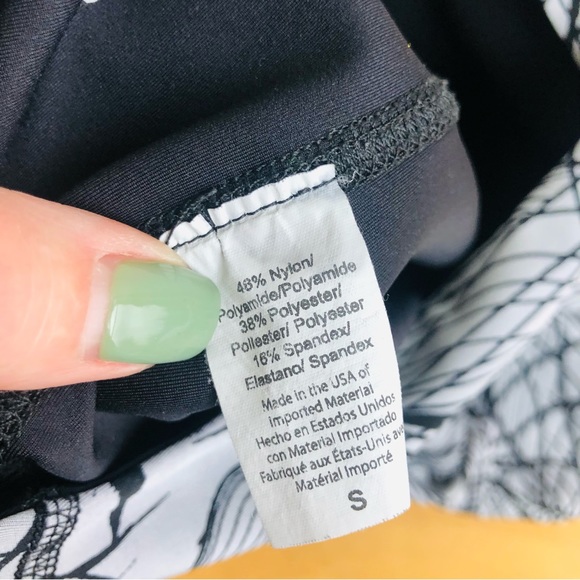 48% Nylon/
Polyamide/Polyamide
38% Polyester/
Poliester/ Polyester
16% Spandex/
Elastano/ Spandex
Made in the USA of
Imported Material
Hecho en Estados Unidos
con Material Importado
Fabriqué aux États-Unis avec
Matérial Importé
S